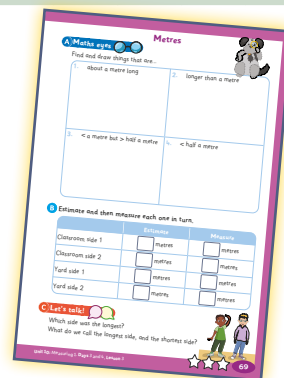 Metres
A Maths eyes
Find and draw things that are...
1. about a metre long
2. longer than a metre
3. < a metre but > half a metre
4. < half a metre
B Estimate and then measure each one in turn.
Estimate Measure
Classroom side 1 metres metres
Classroom side 2 metres metres
Yard side 1 metres metres
Yard side 2 metres metres
C Let's talk!
Which side was the longest?
What do we call the longest side, and the shortest side?
69